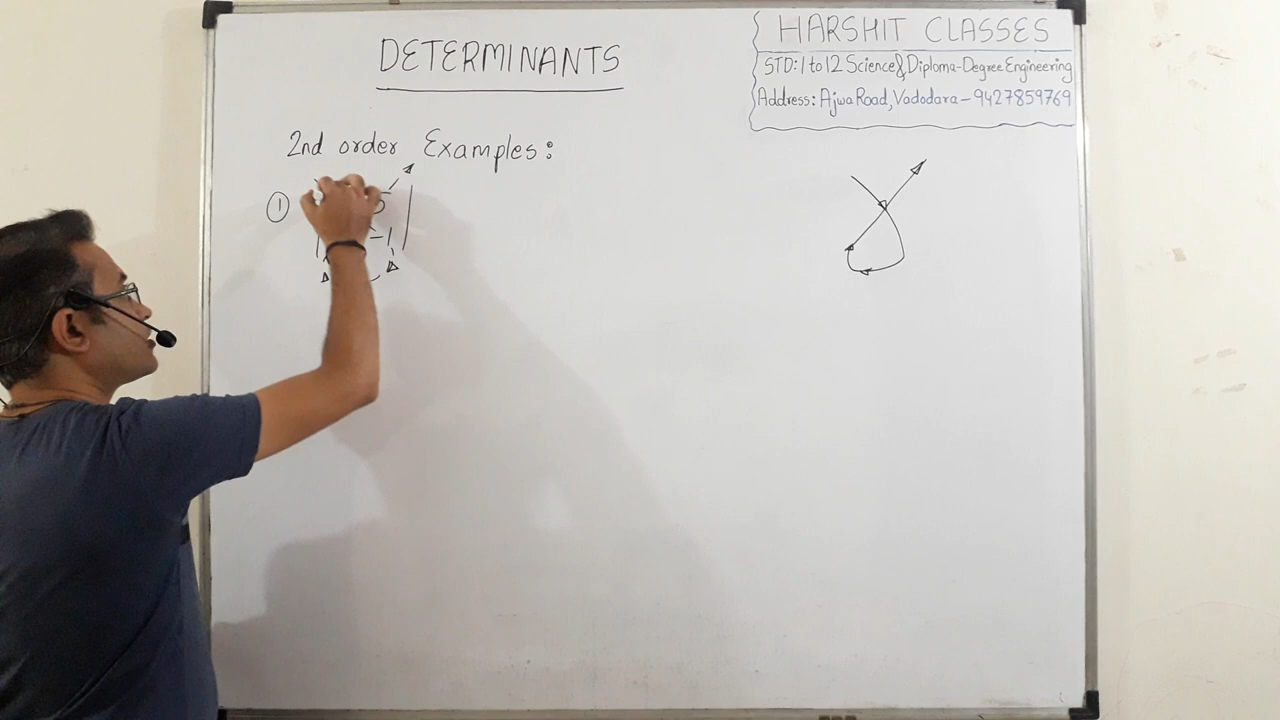 DETERMINANTS
HARSHIT CLASSES
STD: 1 to 12 Science & Diploma-Degree Engineering
Address: Ajwa Road, Vadodara - 9427859769
2nd order Examples:
①
-1